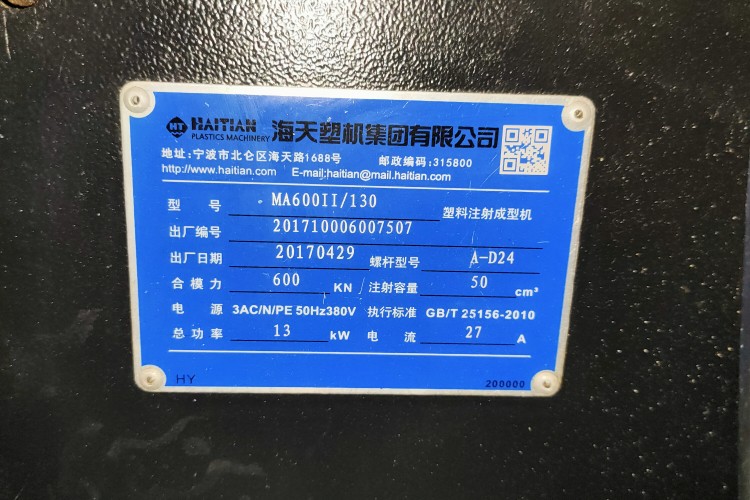 HT HAITIAN PLASTICS MACHINERY 海天塑机集团有限公司
地址:宁波市北仑区海天路1688号 邮政编码:315800
http://www.haitian.com E-mail:haitian@mail.haitian.com
型号 MA600II/130 塑料注射成型机
出厂编号 201710006007507
出厂日期 20170429 螺杆型号 A-D24
合模力 600 KN 注射容量 50 cm³
电源 3AC/N/PE 50Hz380V 执行标准 GB/T 25156-2010
总功率 13 kW 电流 27 A
HY 200000